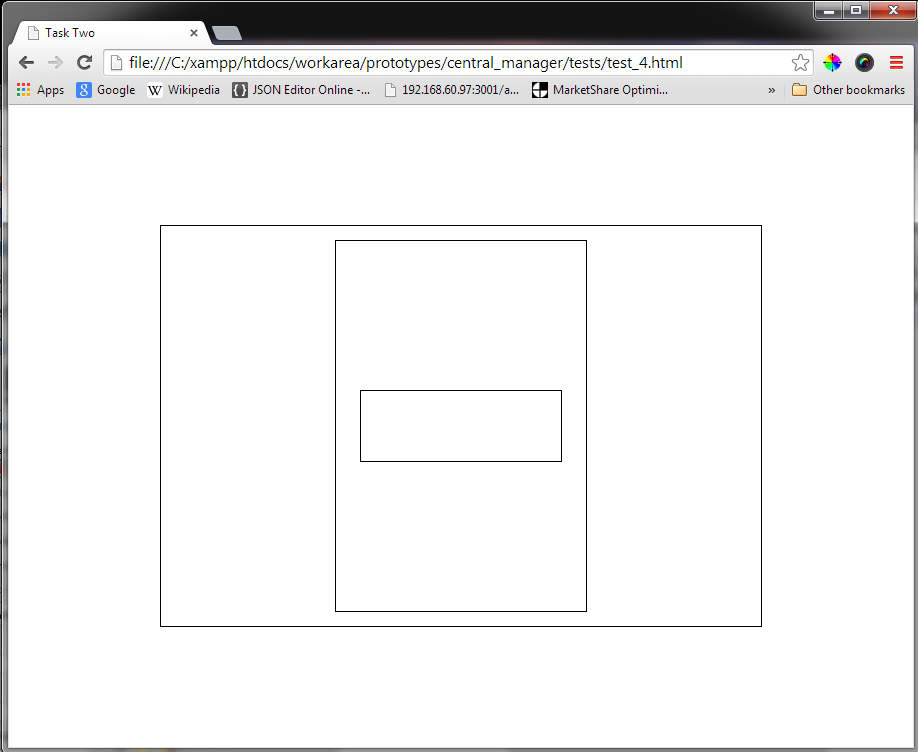 Task Two
file:///C:/xampp/htdocs/workarea/prototypes/central_manager/tests/test_4.html
Apps Google Wikipedia JSON Editor Online -... 192.168.60.97:3001/a... MarketShare Optimi... » Other bookmarks